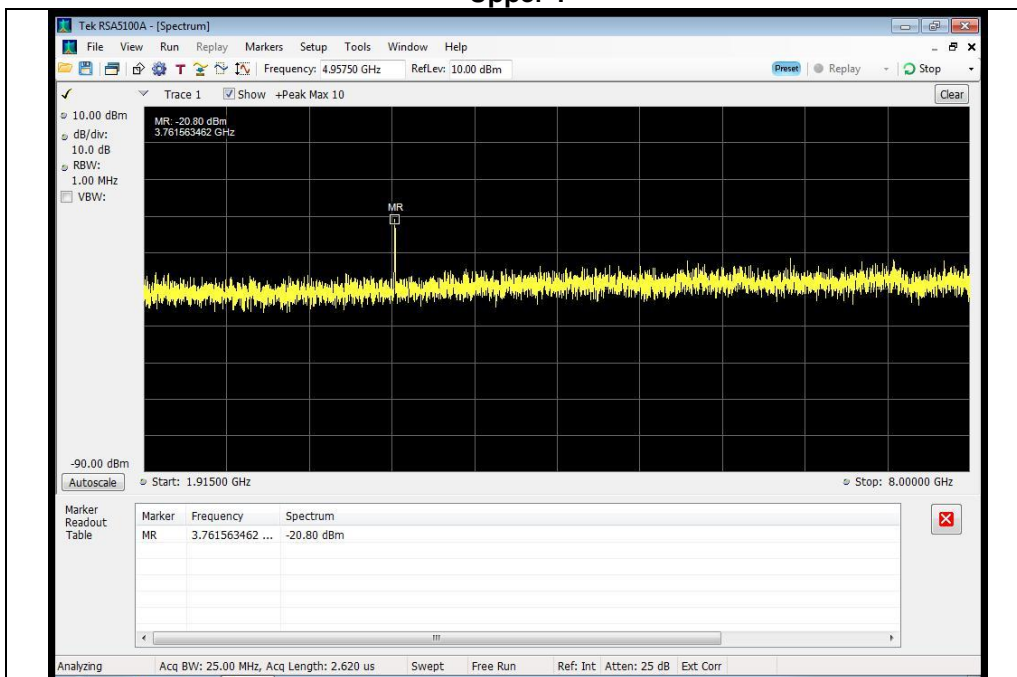 Tek RSA5100A - [Spectrum]
File View Run Replay Markers Setup Tools Window Help
Frequency: 4.95750 GHz RefLev: 10.00 dBm Preset Replay Stop
Trace 1 Show +Peak Max 10 Clear
10.00 dBm
dB/div:
10.0 dB
RBW:
1.00 MHz
VBW:
MR: -20.80 dBm
3.761563462 GHz
MR
-90.00 dBm
Autoscale Start: 1.91500 GHz Stop: 8.00000 GHz
Marker
Readout
Table
Marker Frequency Spectrum
MR 3.761563462 ... -20.80 dBm
Analyzing Acq BW: 25.00 MHz, Acq Length: 2.620 us Swept Free Run Ref: Int Atten: 25 dB Ext Corr